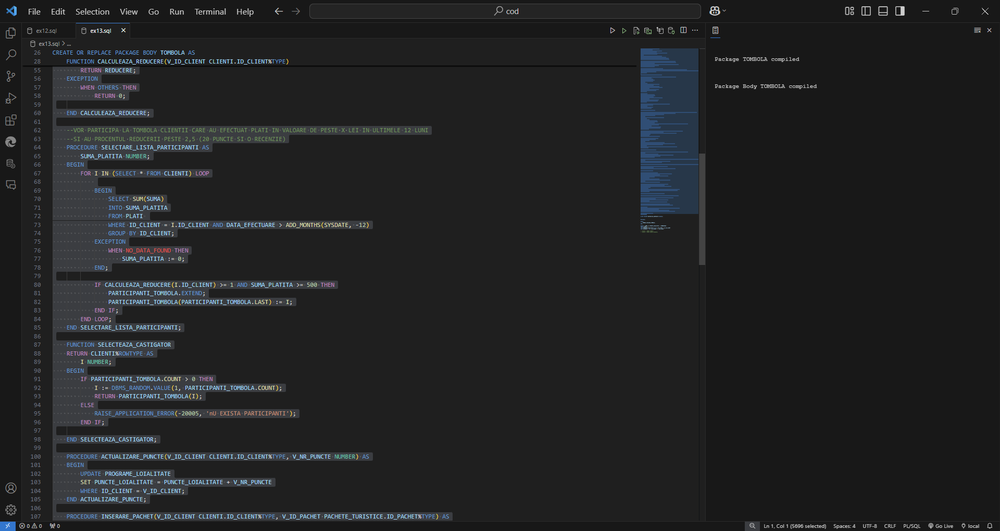 File Edit Selection View Go Run Terminal Help cod
ex12.sql ex13.sql
ex13.sql > ...
26 CREATE OR REPLACE PACKAGE BODY TOMBOLA AS
28 FUNCTION CALCULEAZA_REDUCERE(V_ID_CLIENT CLIENTI.ID_CLIENT%TYPE)
55 RETURN REDUCERE;
56 EXCEPTION
57 WHEN OTHERS THEN
58 RETURN 0;
59
60 END CALCULEAZA_REDUCERE;
61
62 --VOR PARTICIPA LA TOMBOLA CLIENTII CARE AU EFECTUAT PLATI IN VALOARE DE PESTE X LEI IN ULTIMELE 12 LUNI
63 --SI AU PROCENTUL REDUCERII PESTE 2,5 (20 PUNCTE SI O RECENZIE)
64 PROCEDURE SELECTARE_LISTA_PARTICIPANTI AS
65 SUMA_PLATITA NUMBER;
66 BEGIN
67 FOR I IN (SELECT * FROM CLIENTI) LOOP
68
69 BEGIN
70 SELECT SUM(SUMA)
71 INTO SUMA_PLATITA
72 FROM PLATI
73 WHERE ID_CLIENT = I.ID_CLIENT AND DATA_EFECTUARE > ADD_MONTHS(SYSDATE, -12)
74 GROUP BY ID_CLIENT;
75 EXCEPTION
76 WHEN NO_DATA_FOUND THEN
77 SUMA_PLATITA := 0;
78 END;
79
80 IF CALCULEAZA_REDUCERE(I.ID_CLIENT) >= 1 AND SUMA_PLATITA >= 500 THEN
81 PARTICIPANTI_TOMBOLA.EXTEND;
82 PARTICIPANTI_TOMBOLA(PARTICIPANTI_TOMBOLA.LAST) := I;
83 END IF;
84 END LOOP;
85 END SELECTARE_LISTA_PARTICIPANTI;
86
87 FUNCTION SELECTEAZA_CASTIGATOR
88 RETURN CLIENTI%ROWTYPE AS
89 I NUMBER;
90 BEGIN
91 IF PARTICIPANTI_TOMBOLA.COUNT > 0 THEN
92 I := DBMS_RANDOM.VALUE(1, PARTICIPANTI_TOMBOLA.COUNT);
93 RETURN PARTICIPANTI_TOMBOLA(I);
94 ELSE
95 RAISE_APPLICATION_ERROR(-20005, 'nU EXISTA PARTICIPANTI');
96 END IF;
97
98 END SELECTEAZA_CASTIGATOR;
99
100 PROCEDURE ACTUALIZARE_PUNCTE(V_ID_CLIENT CLIENTI.ID_CLIENT%TYPE, V_NR_PUNCTE NUMBER) AS
101 BEGIN
102 UPDATE PROGRAME_LOIALITATE
103 SET PUNCTE_LOIALITATE = PUNCTE_LOIALITATE + V_NR_PUNCTE
104 WHERE ID_CLIENT = V_ID_CLIENT;
105 END ACTUALIZARE_PUNCTE;
106
107 PROCEDURE INSERARE_PACHET(V_ID_CLIENT CLIENTI.ID_CLIENT%TYPE, V_ID_PACHET PACHETE_TURISTICE.ID_PACHET%TYPE) AS
Package TOMBOLA compiled
Package Body TOMBOLA compiled
0 0 0 Ln 1, Col 1 (5696 selected) Spaces: 4 UTF-8 CRLF PL/SQL Go Live local